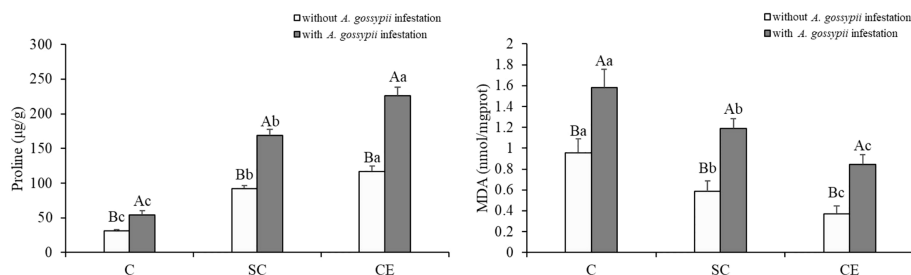 without A. gossypii infestation
with A. gossypii infestation
300
250
200
150
100
50
0
Proline (μg/g)
Bc
Ac
Bb
Ab
Ba
Aa
C
SC
CE
without A. gossypii infestation
with A. gossypii infestation
2
1.8
1.6
1.4
1.2
1
0.8
0.6
0.4
0.2
0
MDA (nmol/mgprot)
Ba
Aa
Bb
Ab
Bc
Ac
C
SC
CE